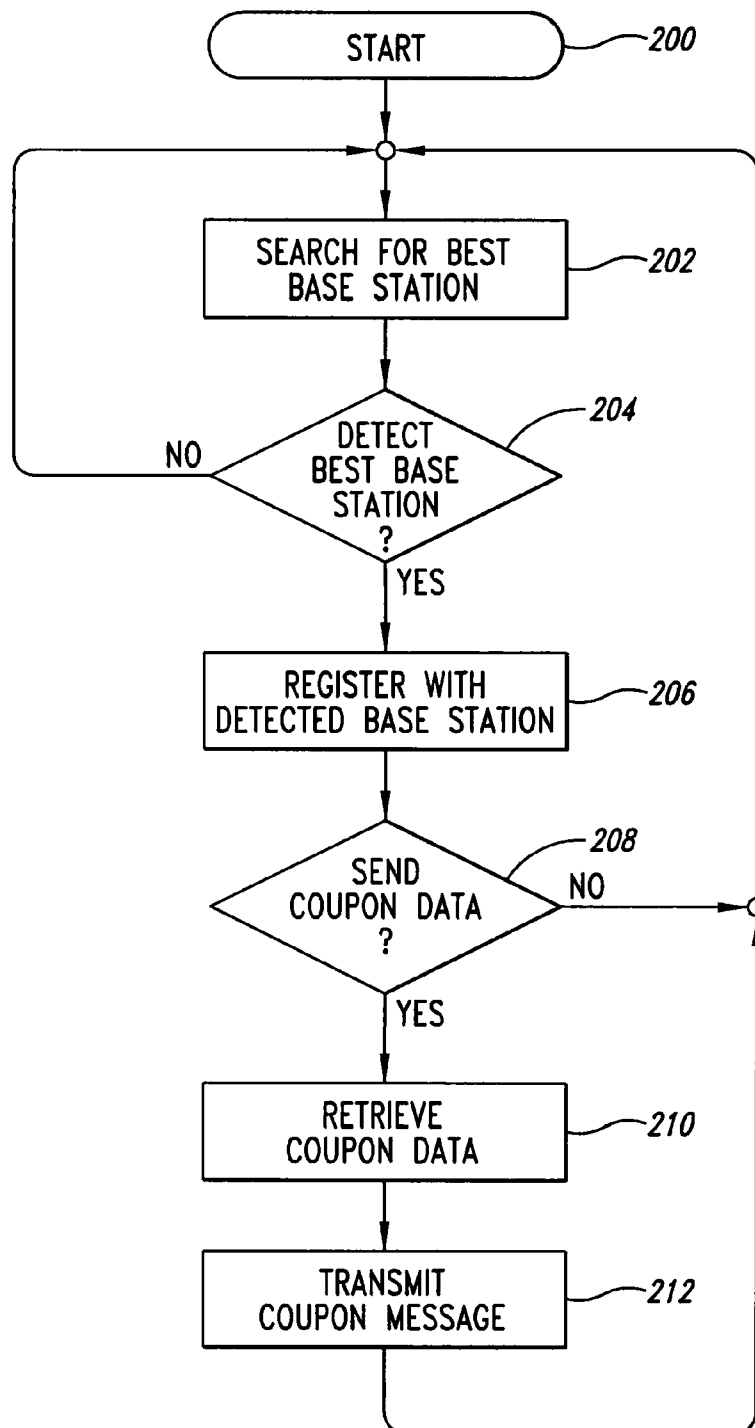 START
200
SEARCH FOR BEST
BASE STATION
202
DETECT
BEST BASE
STATION
?
204
NO
YES
REGISTER WITH
DETECTED BASE STATION
206
SEND
COUPON DATA
?
208
NO
YES
RETRIEVE
COUPON DATA
210
TRANSMIT
COUPON MESSAGE
212